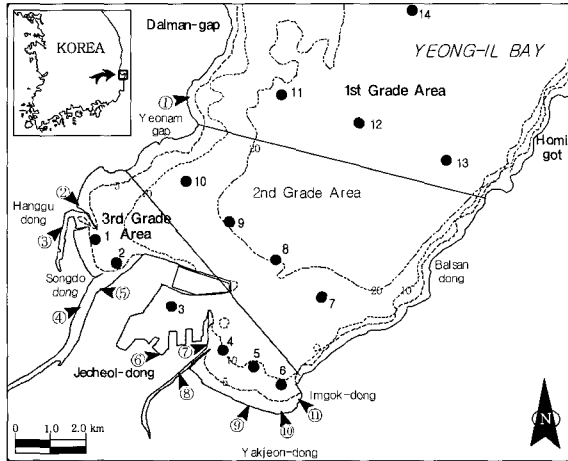 KOREA
Dalman-gap
14
YEONG-IL BAY
①
11
1st Grade Area
12
Yeonam
gap
20
13
Homi
got
5
10
2nd Grade Area
②
Hanggu
dong
③
3rd Grade
Area
1
9
8
2
Songdo
dong
⑤
④
7
20
10
Balsan
dong
3
⑥
⑦
4
10
5
6
Jecheol-dong
⑧
5
Imgok-dong
⑪
⑨
⑩
Yakjeon-dong
0 1.0 2.0 km
N